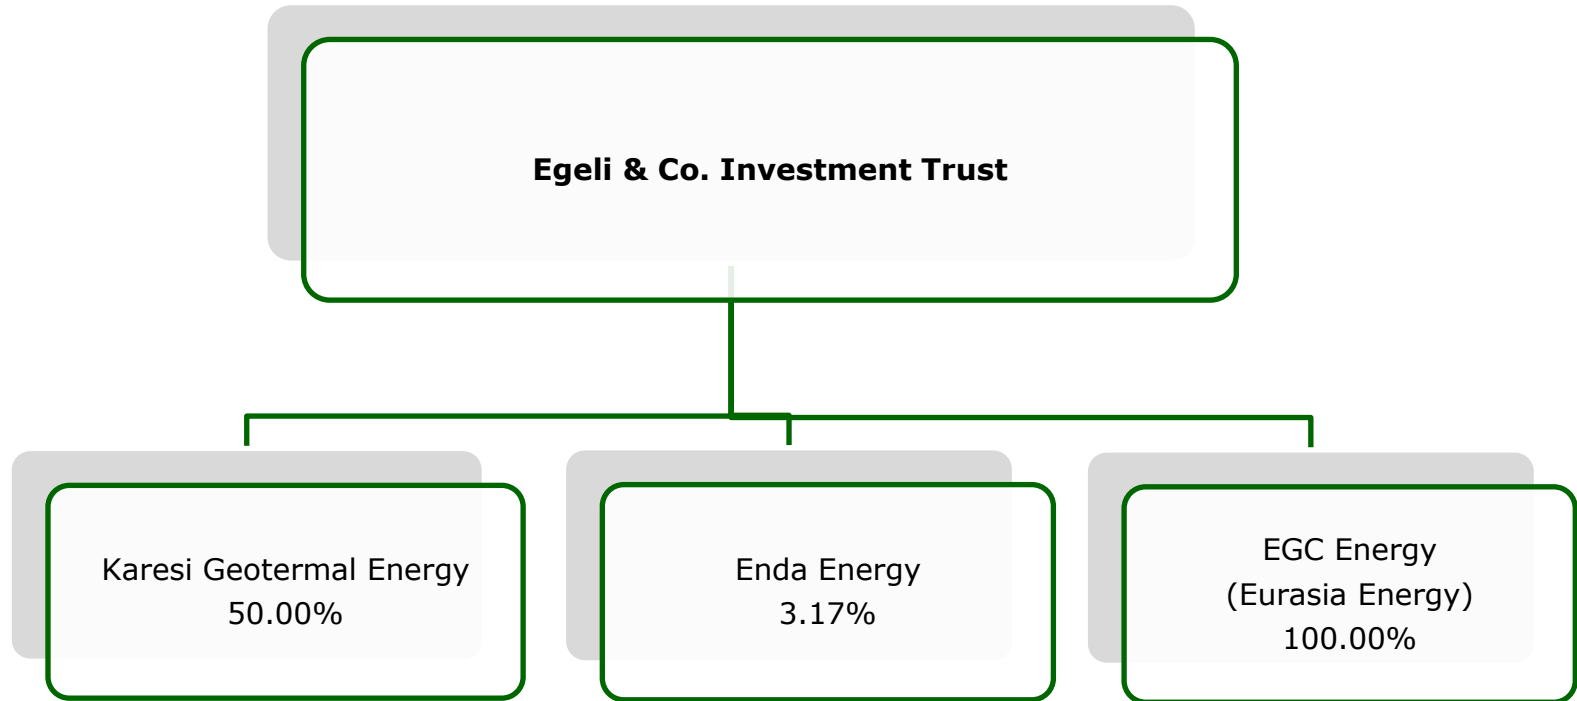 Egeli & Co. Investment Trust
Karesi Geotermal Energy
50.00%
Enda Energy
3.17%
EGC Energy
(Eurasia Energy)
100.00%